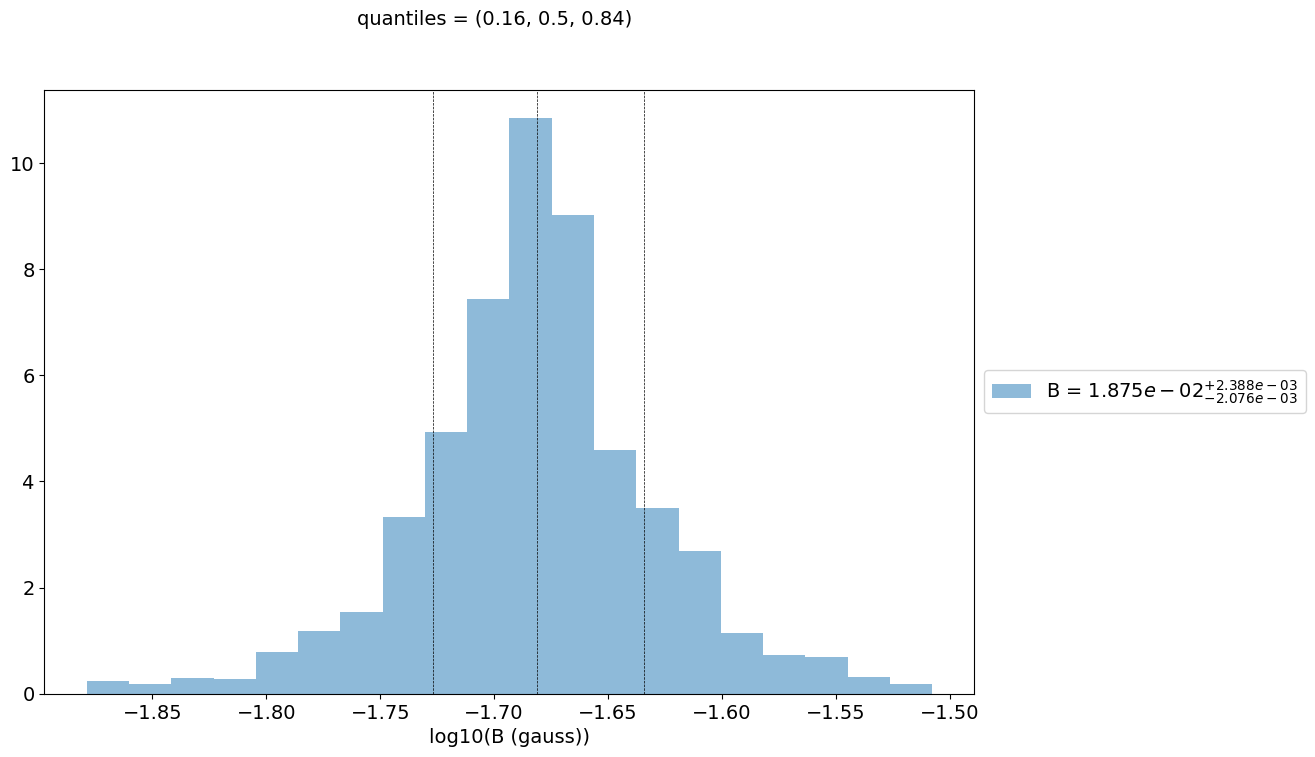 quantiles = (0.16, 0.5, 0.84)
10
8
6
4
2
0
−1.85 −1.80 −1.75 −1.70 −1.65 −1.60 −1.55 −1.50
log10(B (gauss))
B = 1.875e − 02 +2.388e − 03 −2.076e − 03